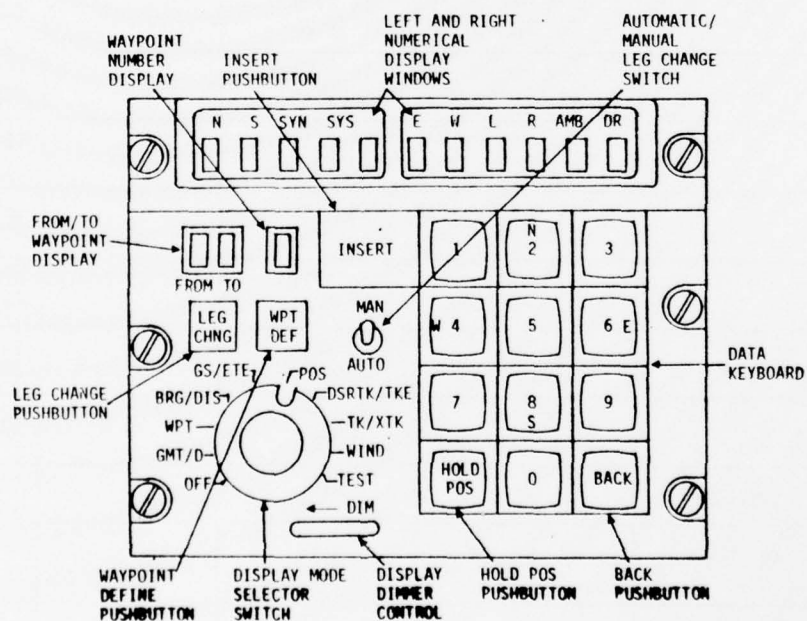 WAYPOINT NUMBER DISPLAY
INSERT PUSHBUTTON
LEFT AND RIGHT NUMERICAL DISPLAY WINDOWS
AUTOMATIC/ MANUAL LEG CHANGE SWITCH
N S SYN SYS
E W L R AMB DR
FROM/TO WAYPOINT DISPLAY
FROM TO
INSERT
1
N 2
3
LEG CHNG
WPT DEF
MAN
AUTO
W 4
5
6 E
DATA KEYBOARD
LEG CHANGE PUSHBUTTON
GS/ETE
POS
BRG/DIS
DSRTK/TKE
WPT
TK/XTK
GMT/D
WIND
OFF
TEST
7
8 S
9
HOLD POS
0
BACK
DIM
WAYPOINT DEFINE PUSHBUTTON
DISPLAY MODE SELECTOR SWITCH
DISPLAY DIMMER CONTROL
HOLD POS PUSHBUTTON
BACK PUSHBUTTON